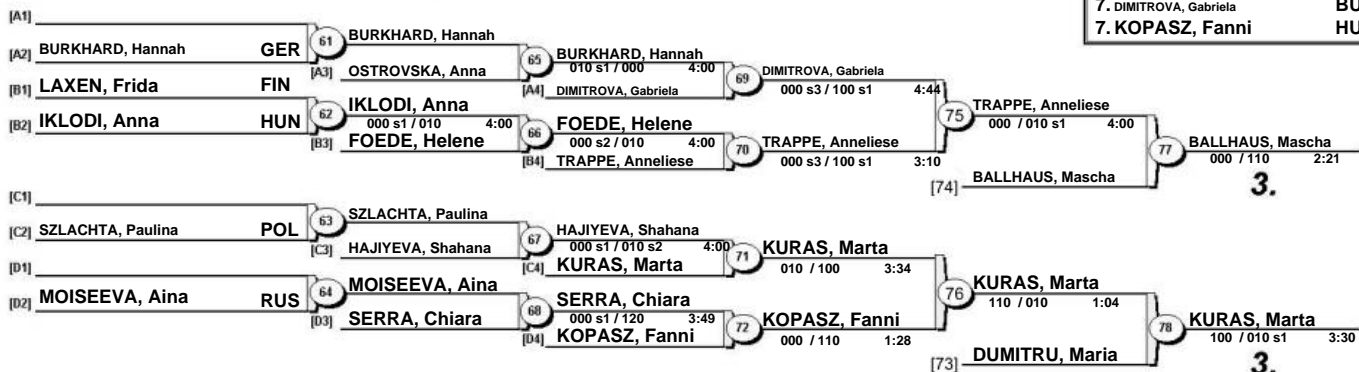 7. DIMITROVA, Gabriela BU
7. KOPASZ, Fanni HU
[A1]
[A2] BURKHARD, Hannah GER
61
BURKHARD, Hannah
[A3] OSTROVSKA, Anna
65
BURKHARD, Hannah
010 s1 / 000 4:00
[A4] DIMITROVA, Gabriela
69
DIMITROVA, Gabriela
000 s3 / 100 s1 4:44
[B1] LAXEN, Frida FIN
[B2] IKLODI, Anna HUN
62
IKLODI, Anna
000 s1 / 010 4:00
[B3] FOEDE, Helene
66
FOEDE, Helene
000 s2 / 010 4:00
[B4] TRAPPE, Anneliese
70
TRAPPE, Anneliese
000 s3 / 100 s1 3:10
75
TRAPPE, Anneliese
000 / 010 s1 4:00
[74] BALLHAUS, Mascha
77
BALLHAUS, Mascha
000 / 110 2:21
3.
[C1]
[C2] SZLACHTA, Paulina POL
63
SZLACHTA, Paulina
[C3] HAJIYEVA, Shahana
67
HAJIYEVA, Shahana
000 s1 / 010 s2 4:00
[C4] KURAS, Marta
71
KURAS, Marta
010 / 100 3:34
[D1]
[D2] MOISEEVA, Aina RUS
64
MOISEEVA, Aina
[D3] SERRA, Chiara
68
SERRA, Chiara
000 s1 / 120 3:49
[D4] KOPASZ, Fanni
72
KOPASZ, Fanni
000 / 110 1:28
76
KURAS, Marta
110 / 010 1:04
[73] DUMITRU, Maria
78
KURAS, Marta
100 / 010 s1 3:30
3.